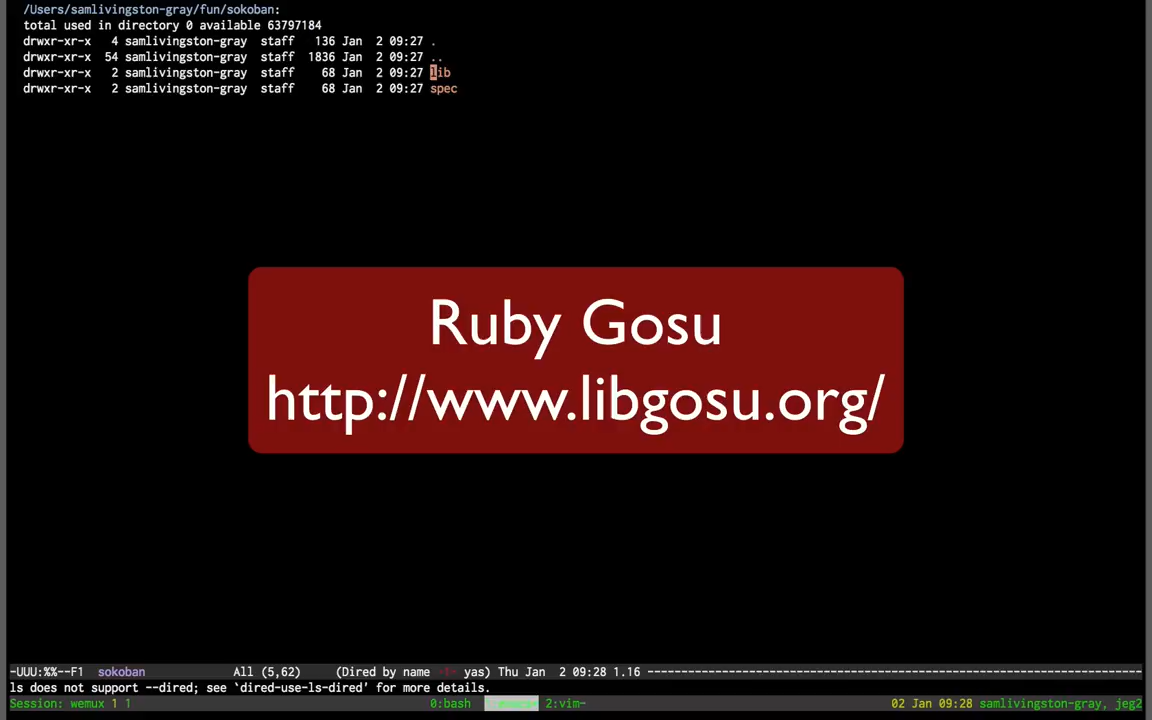 /Users/samlivingston-gray/fun/sokoban:
total used in directory 0 available 63797184
drwxr-xr-x   4 samlivingston-gray  staff   136 Jan  2 09:27 .
drwxr-xr-x  54 samlivingston-gray  staff  1836 Jan  2 09:27 ..
drwxr-xr-x   2 samlivingston-gray  staff    68 Jan  2 09:27 lib
drwxr-xr-x   2 samlivingston-gray  staff    68 Jan  2 09:27 spec
Ruby Gosu
http://www.libgosu.org/
-UUU:%%--F1  sokoban             All (5,62)     (Dired by name yas) Thu Jan  2 09:28 1.16 --------------------------------------------------------------------------
ls does not support --dired; see `dired-use-ls-dired' for more details.
Session: wemux 1 1 0:bash 2:vim- 02 Jan 09:28 samlivingston-gray, jeg2